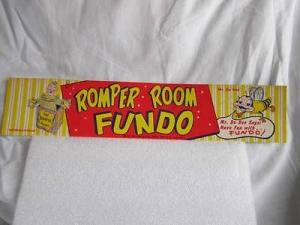 ROMPER ROOM
FUNDO
Mr. Do Bee Says:
Have Fun with
FUNDO!